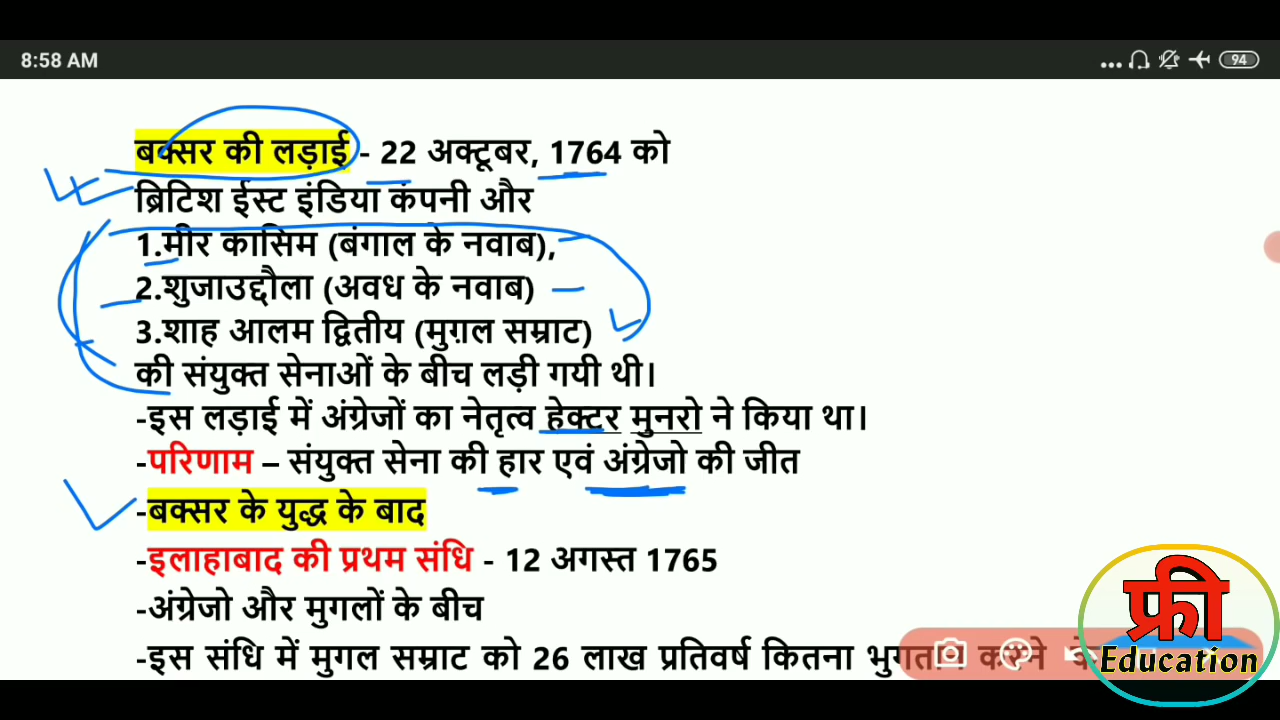 8:58 AM
94
बक्सर की लड़ाई - 22 अक्टूबर, 1764 को
ब्रिटिश ईस्ट इंडिया कंपनी और
1.मीर कासिम (बंगाल के नवाब),
2.शुजाउद्दौला (अवध के नवाब)
3.शाह आलम द्वितीय (मुग़ल सम्राट)
की संयुक्त सेनाओं के बीच लड़ी गयी थी।
-इस लड़ाई में अंग्रेजों का नेतृत्व हेक्टर मुनरो ने किया था।
-परिणाम – संयुक्त सेना की हार एवं अंग्रेजो की जीत
-बक्सर के युद्ध के बाद
-इलाहाबाद की प्रथम संधि - 12 अगस्त 1765
-अंग्रेजो और मुगलों के बीच
-इस संधि में मुगल सम्राट को 26 लाख प्रतिवर्ष कितना भुगतान करने के
फ्री
Education